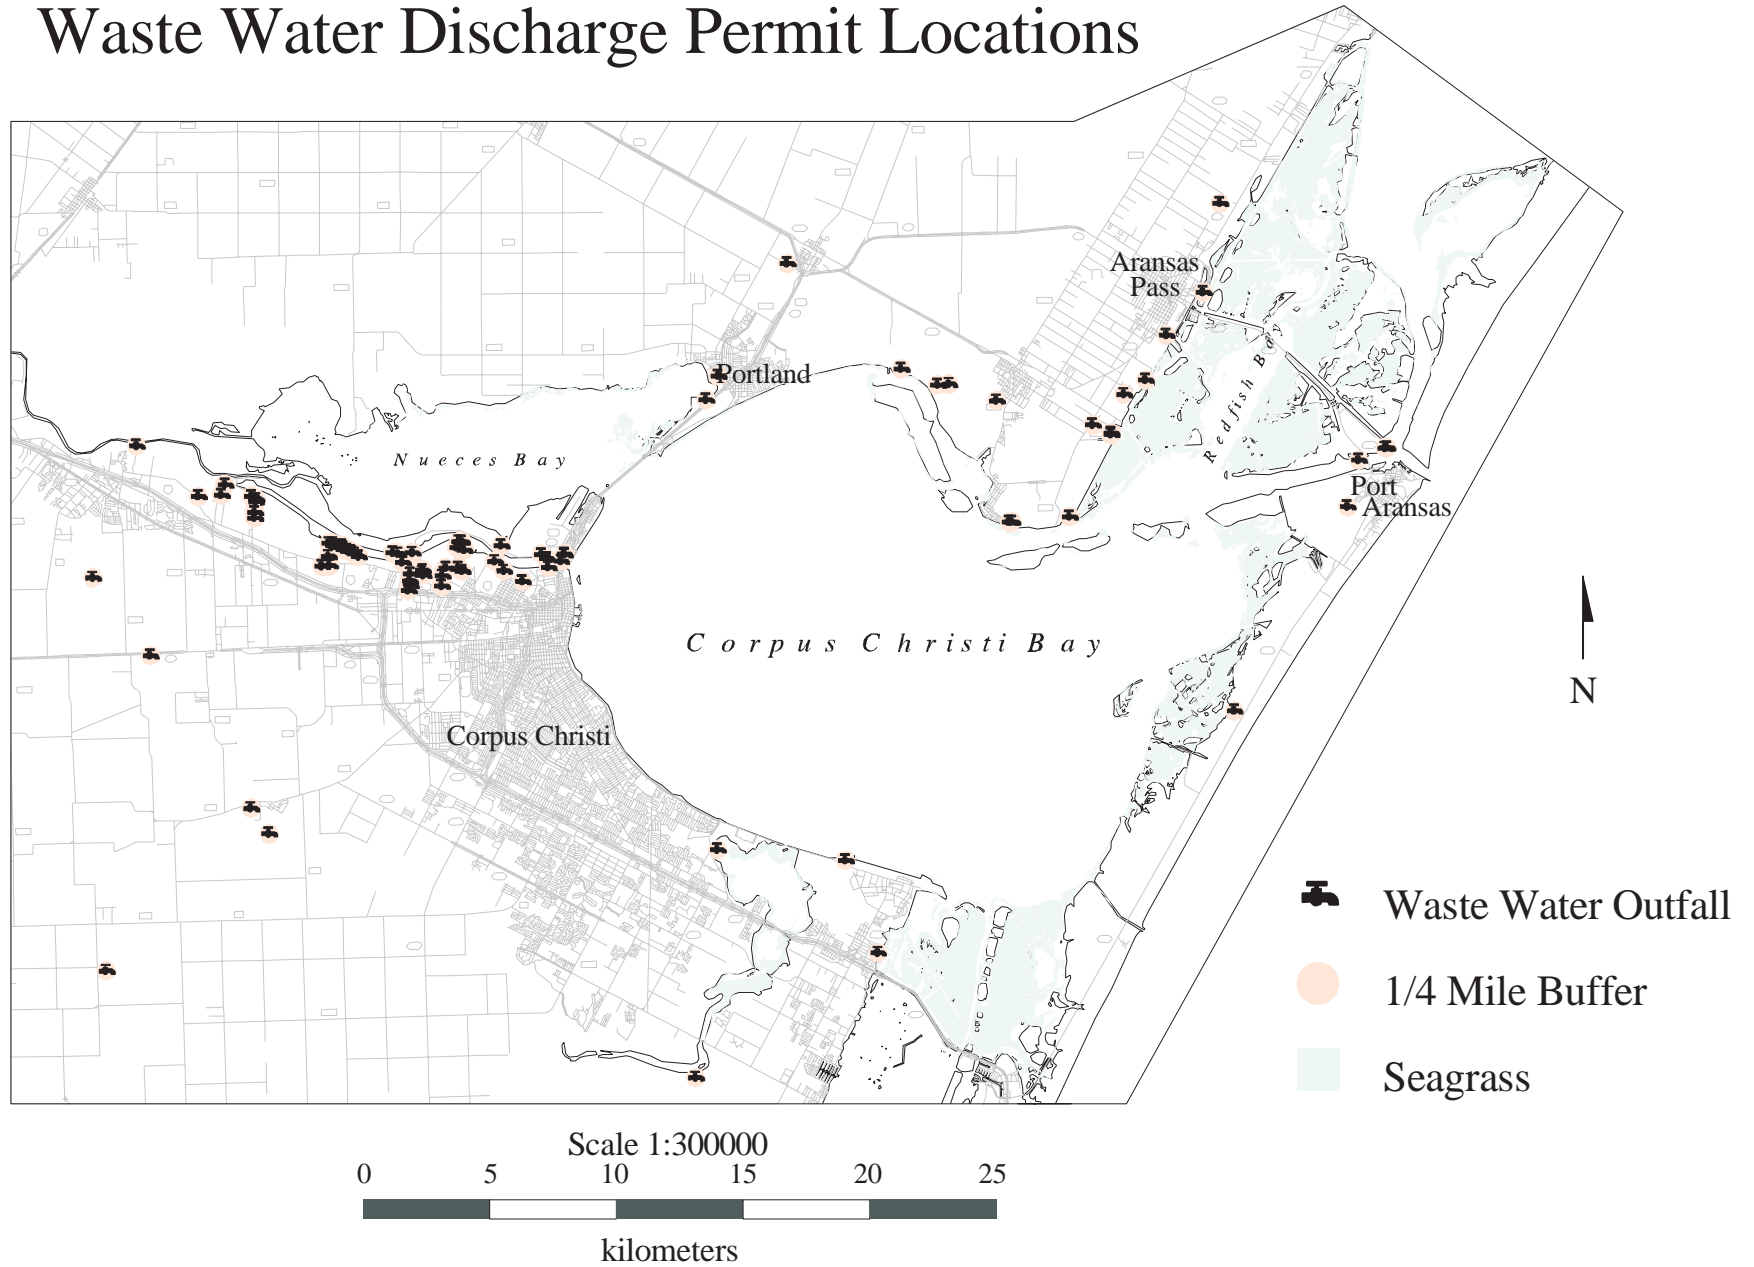 Waste Water Discharge Permit Locations
Aransas
Pass
Portland
Redfish Bay
Nueces Bay
Port
Aransas
Corpus Christi Bay
N
Corpus Christi
Waste Water Outfall
1/4 Mile Buffer
Seagrass
Scale 1:300000
0 5 10 15 20 25
kilometers